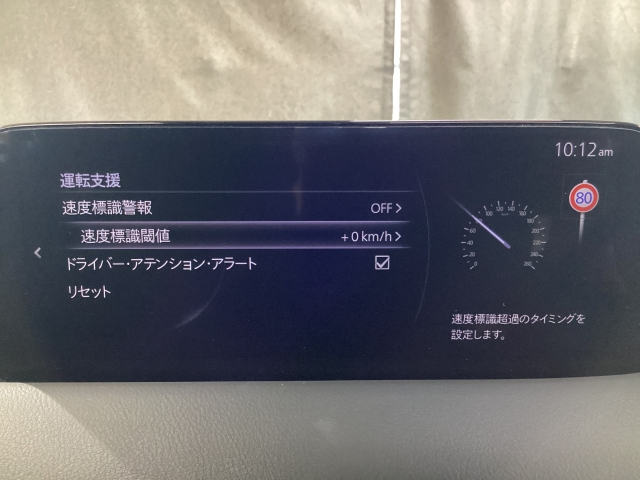 10:12 am
運転支援
速度標識警報 OFF >
速度標識閾値 +0 km/h >
ドライバー・アテンション・アラート
リセット
80
速度標識超過のタイミングを
設定します。